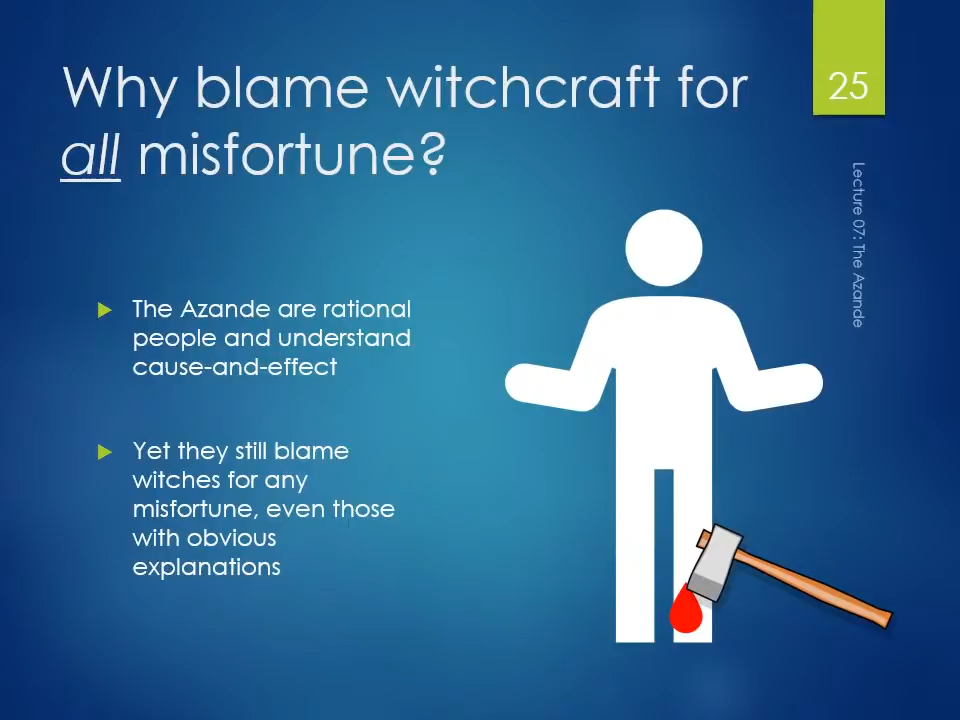 Why blame witchcraft for
all misfortune?
25
Lecture 07: The Azande
The Azande are rational
people and understand
cause-and-effect
Yet they still blame
witches for any
misfortune, even those
with obvious
explanations